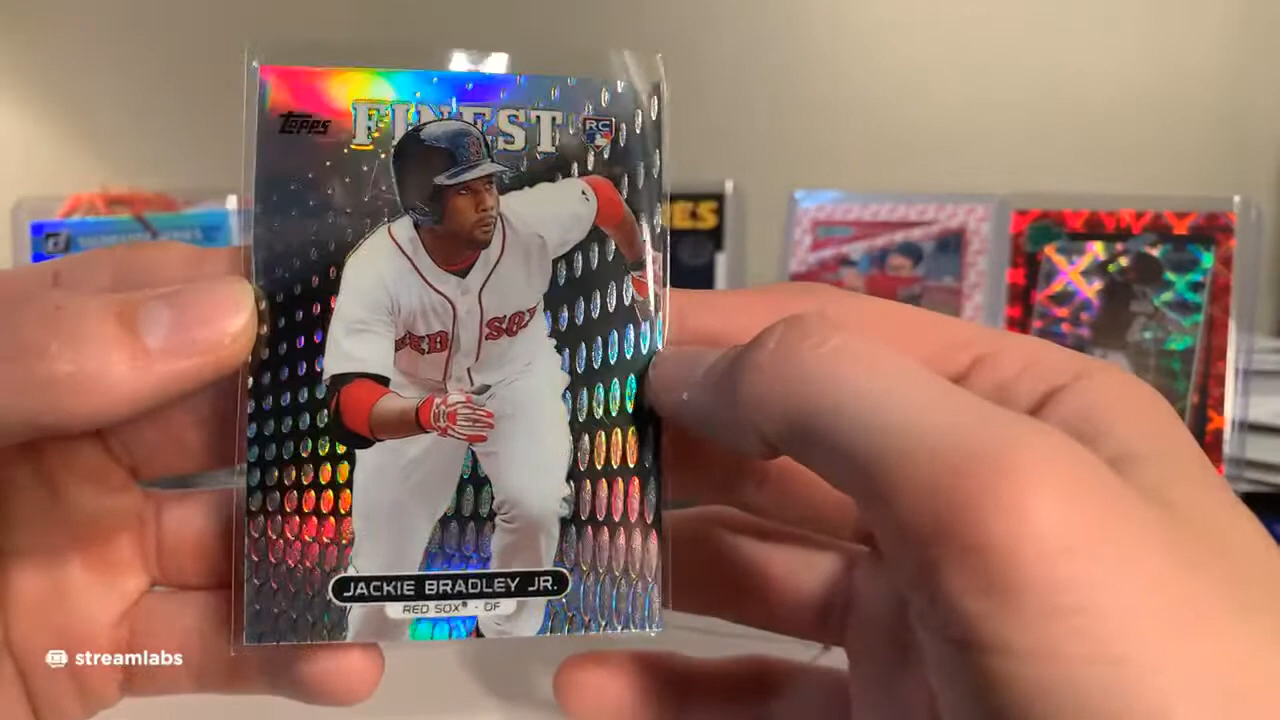 Topps
FINEST
RC
RED SOX
JACKIE BRADLEY JR.
RED SOX® - OF
streamlabs